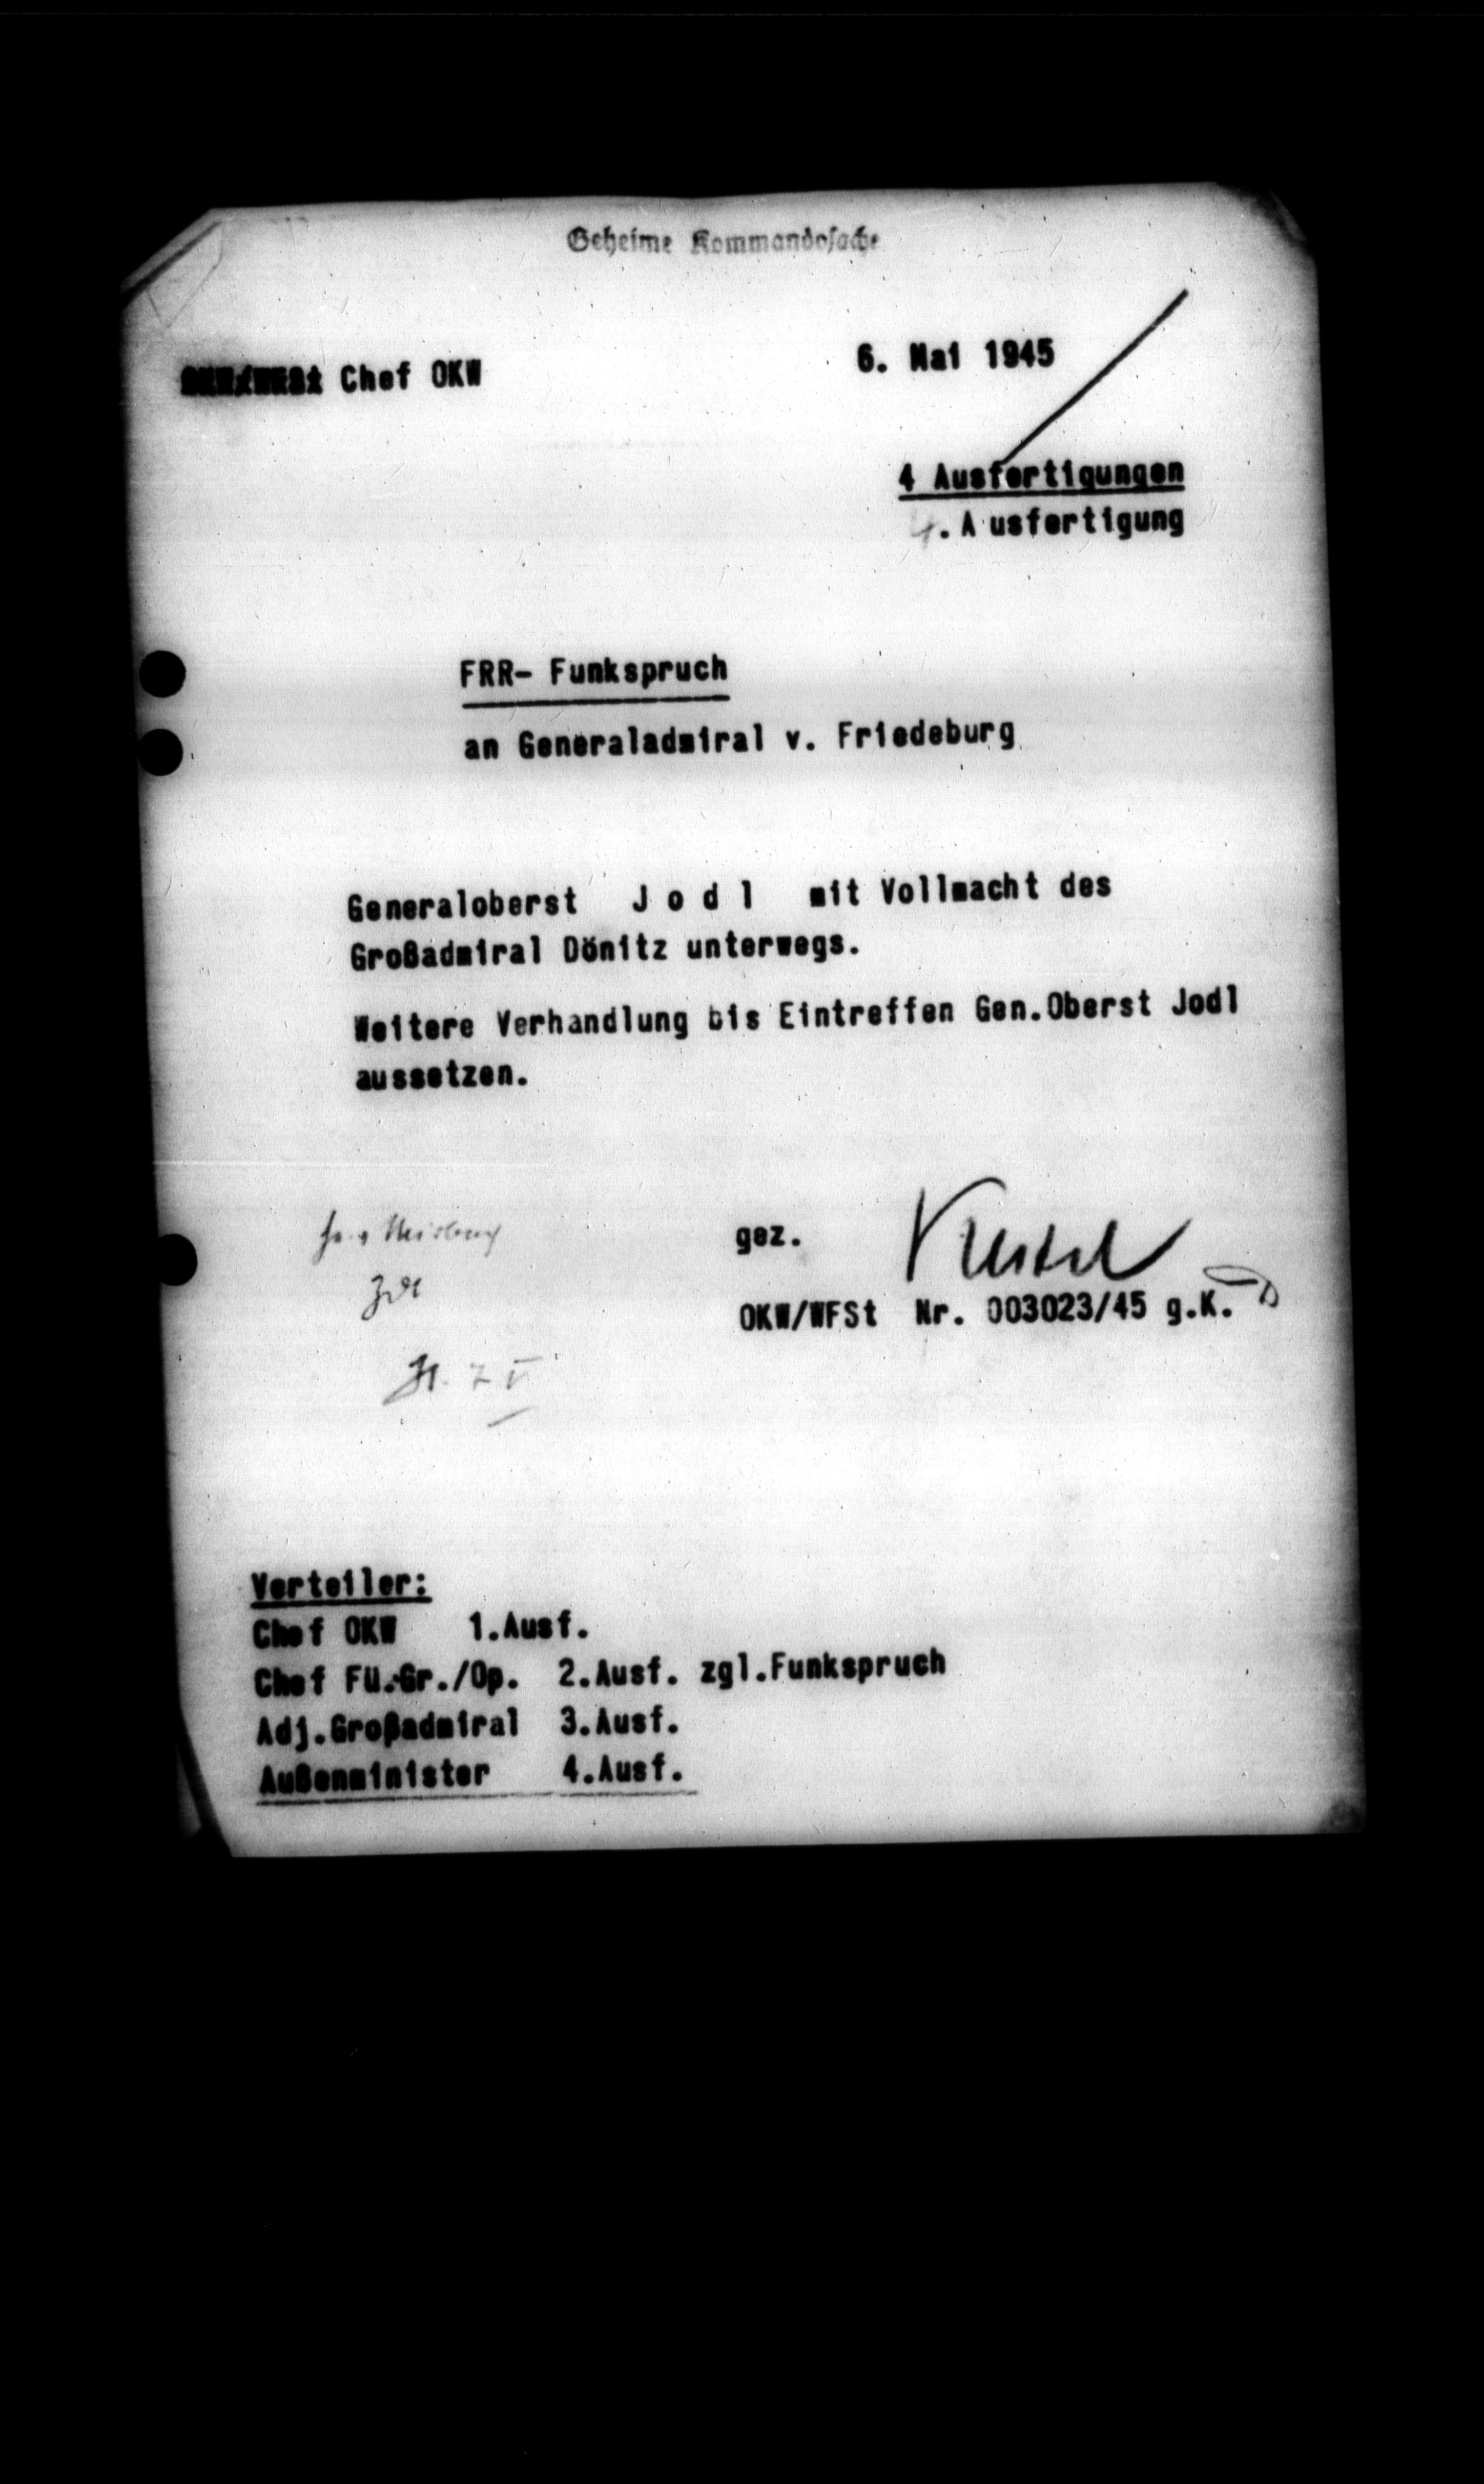 Geheime Kommandosache
Chef OKW
6. Mai 1945
4 Ausfertigungen
4. A usfertigung
FRR- Funkspruch
an Generaladmiral v. Friedeburg
Generaloberst J o d l mit Vollmacht des
Großadmiral Dönitz unterwegs.
Weitere Verhandlung bis Eintreffen Gen.Oberst Jodl
aussetzen.
gez. Keitel
OKW/WFSt Nr. 003023/45 g.K.
Verteiler:
Chef OKW 1.Ausf.
Chef Fü.Gr./Op. 2.Ausf. zgl.Funkspruch
Adj.Großadmiral 3.Ausf.
Außenminister 4.Ausf.